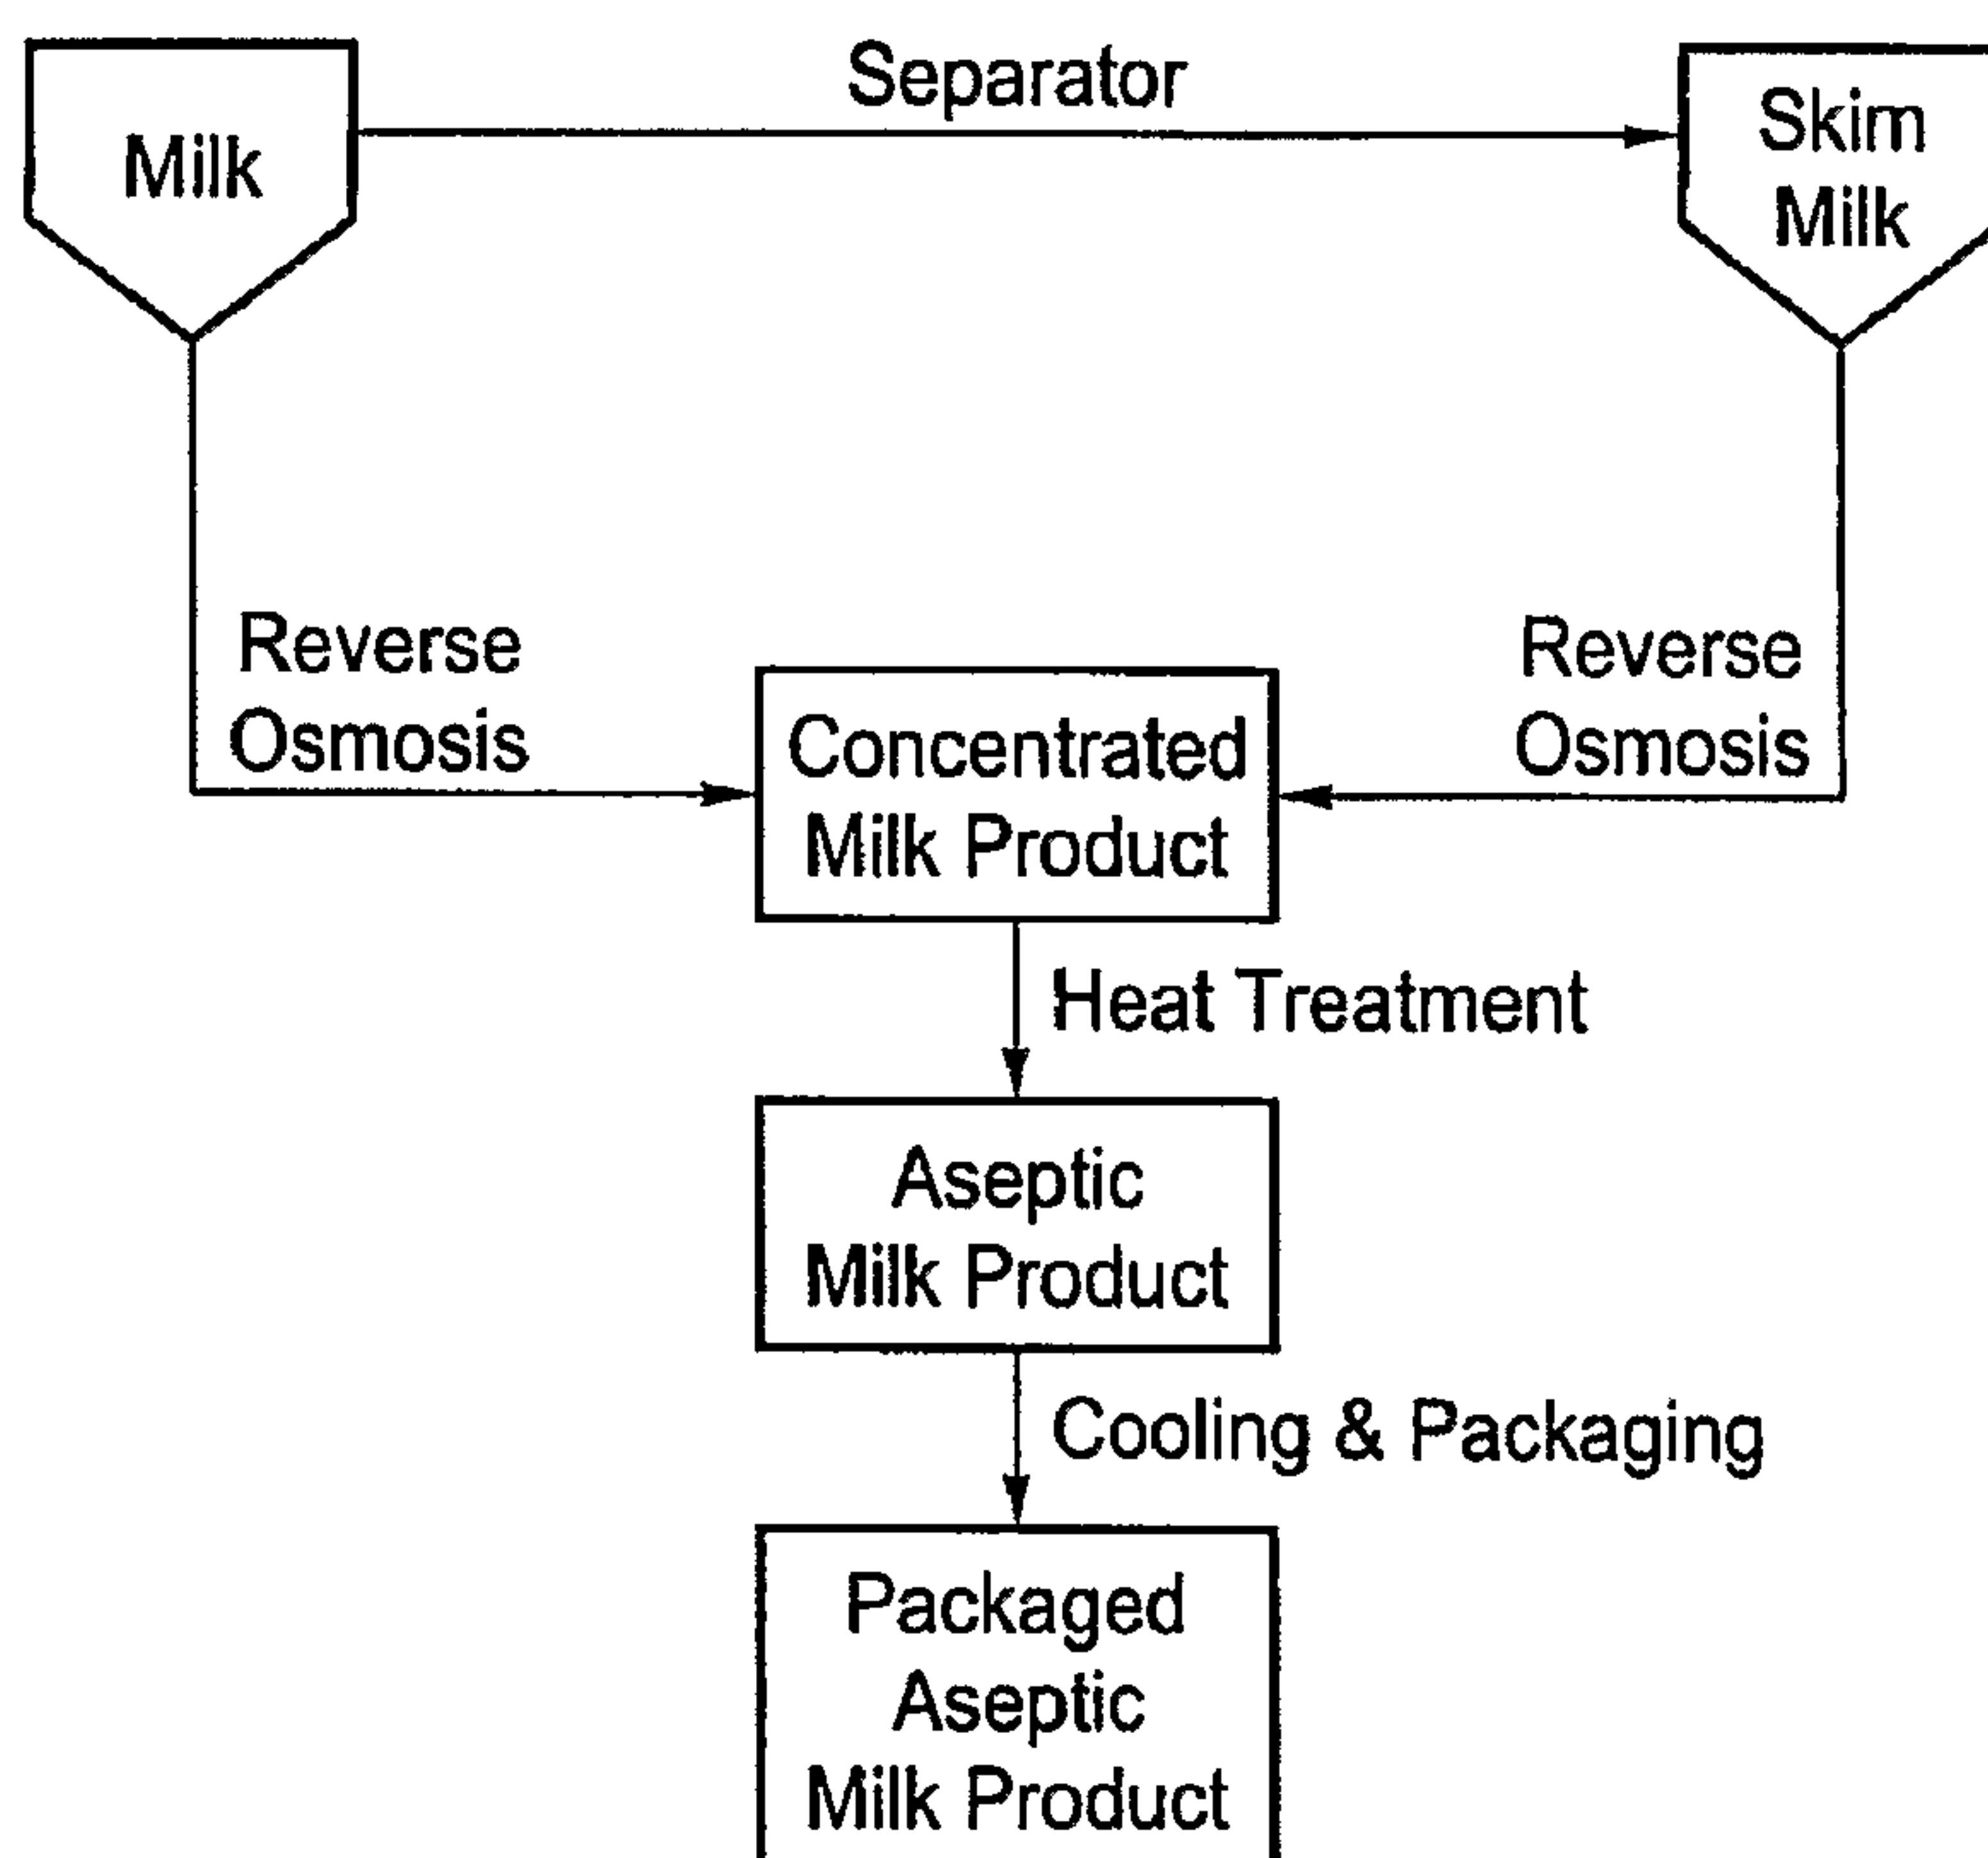 Milk
Separator
Skim
Milk
Reverse
Osmosis
Reverse
Osmosis
Concentrated
Milk Product
Heat Treatment
Aseptic
Milk Product
Cooling & Packaging
Packaged
Aseptic
Milk Product